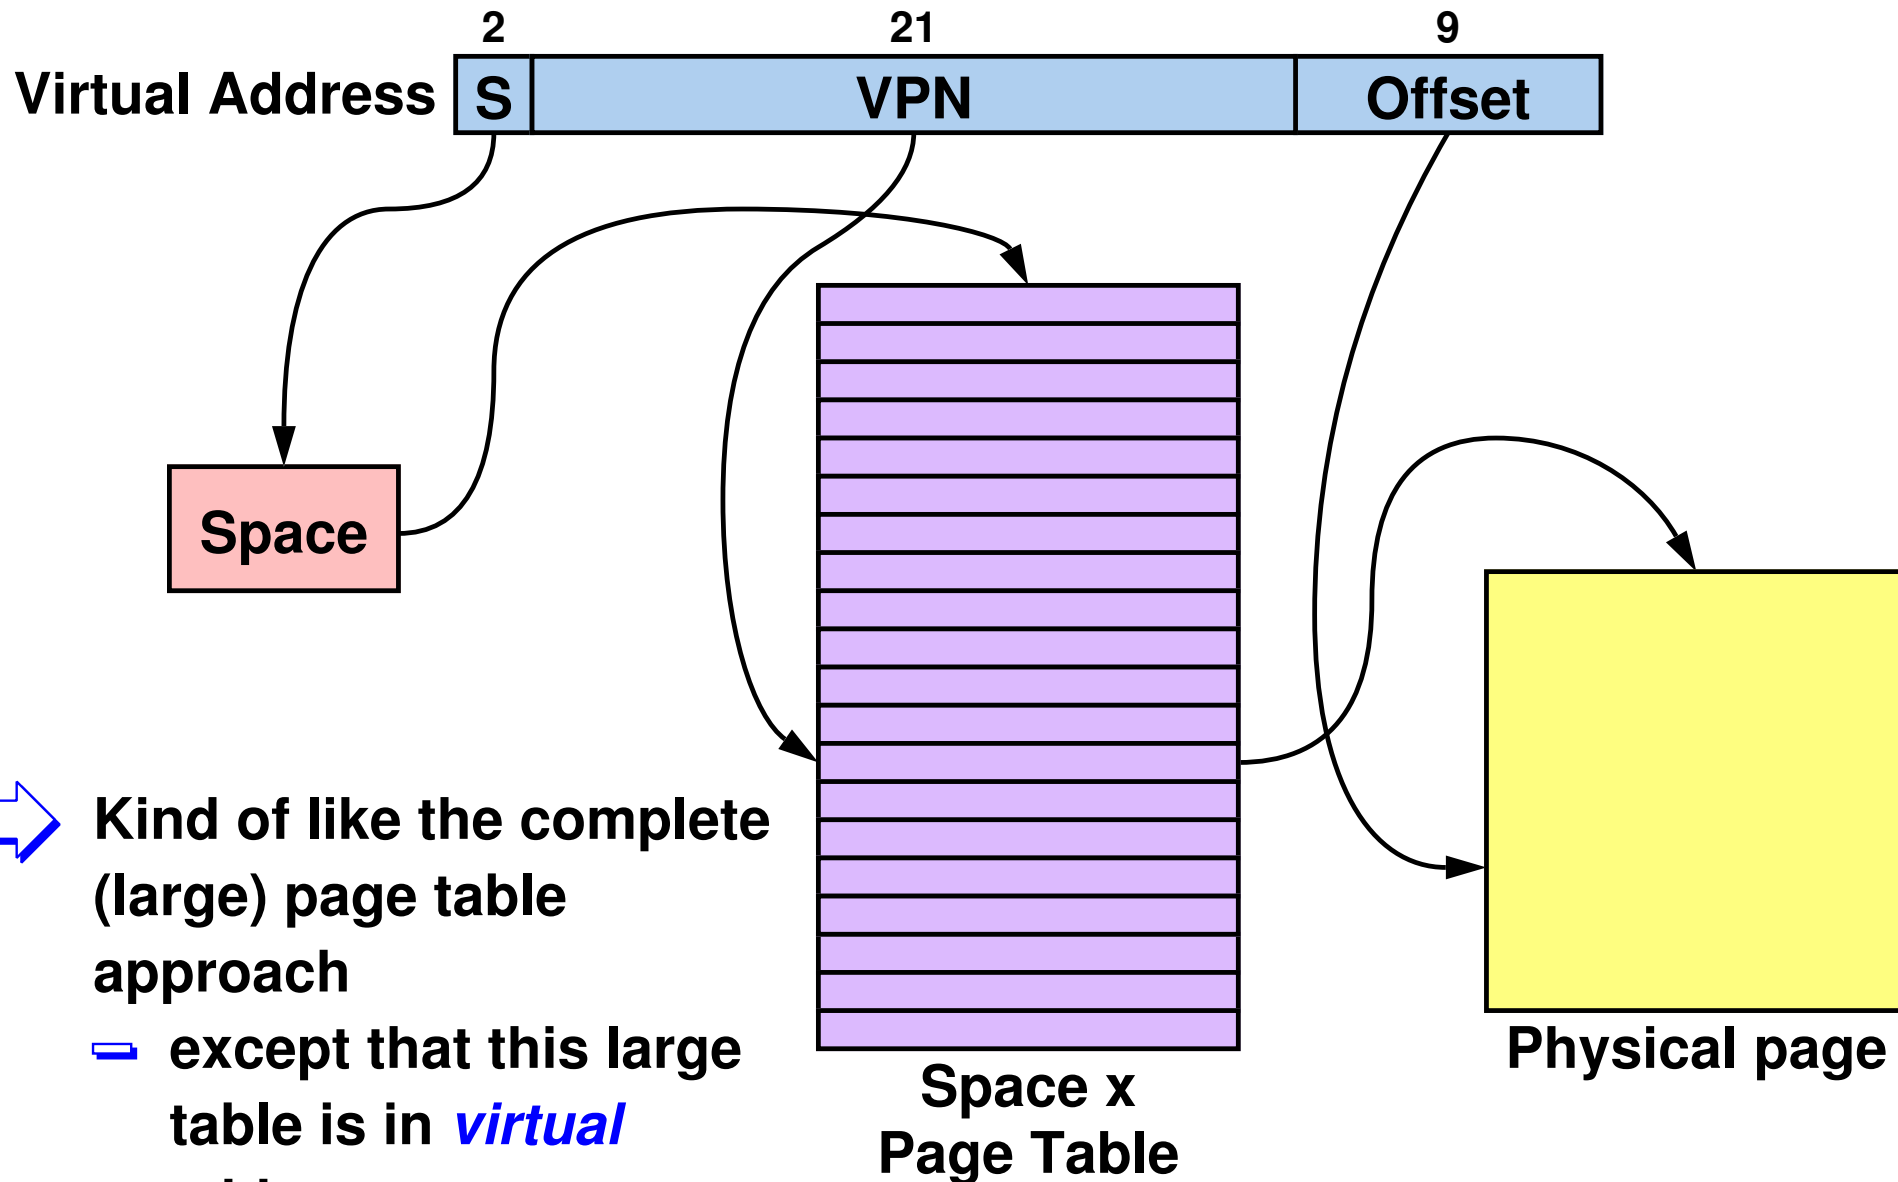 2 21 9
Virtual Address S VPN Offset
Space
Kind of like the complete
(large) page table
approach
except that this large
table is in virtual
Space x
Page Table
Physical page